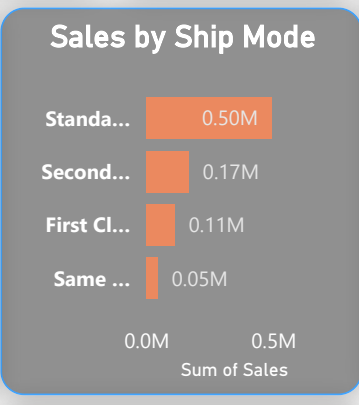 Sales by Ship Mode
Standa... 0.50M
Second... 0.17M
First Cl... 0.11M
Same ... 0.05M
0.0M 0.5M
Sum of Sales